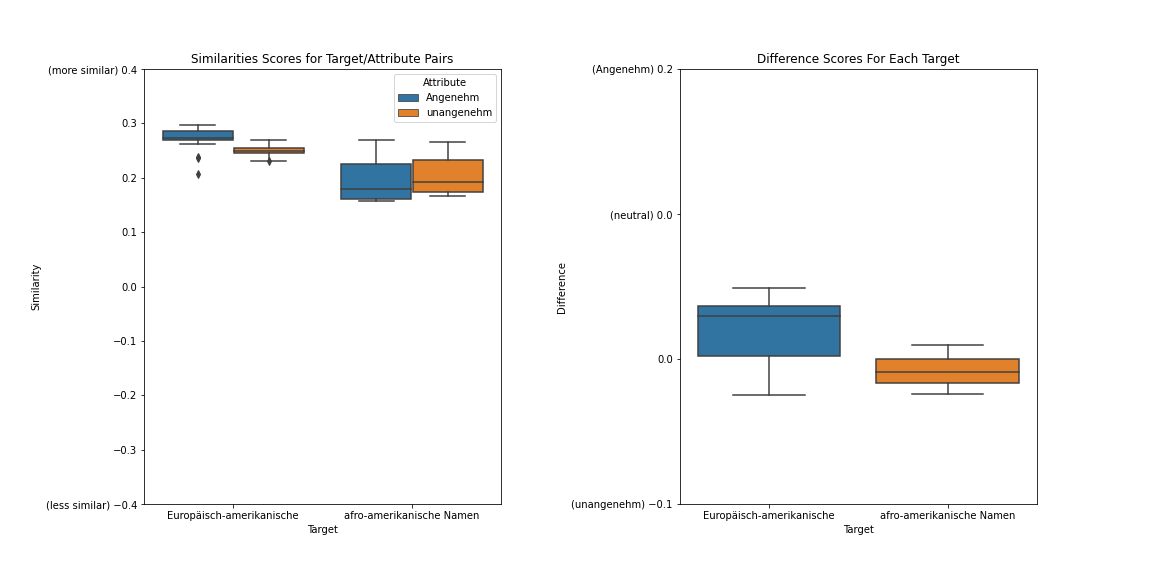 Similarities Scores for Target/Attribute Pairs
(more similar) 0.4
0.3
0.2
0.1
0.0
−0.1
−0.2
−0.3
(less similar) −0.4
Similarity
Attribute
Angenehm
unangenehm
Europäisch-amerikanische
afro-amerikanische Namen
Target
Difference Scores For Each Target
(Angenehm) 0.2
(neutral) 0.0
0.0
(unangenehm) −0.1
Difference
Europäisch-amerikanische
afro-amerikanische Namen
Target